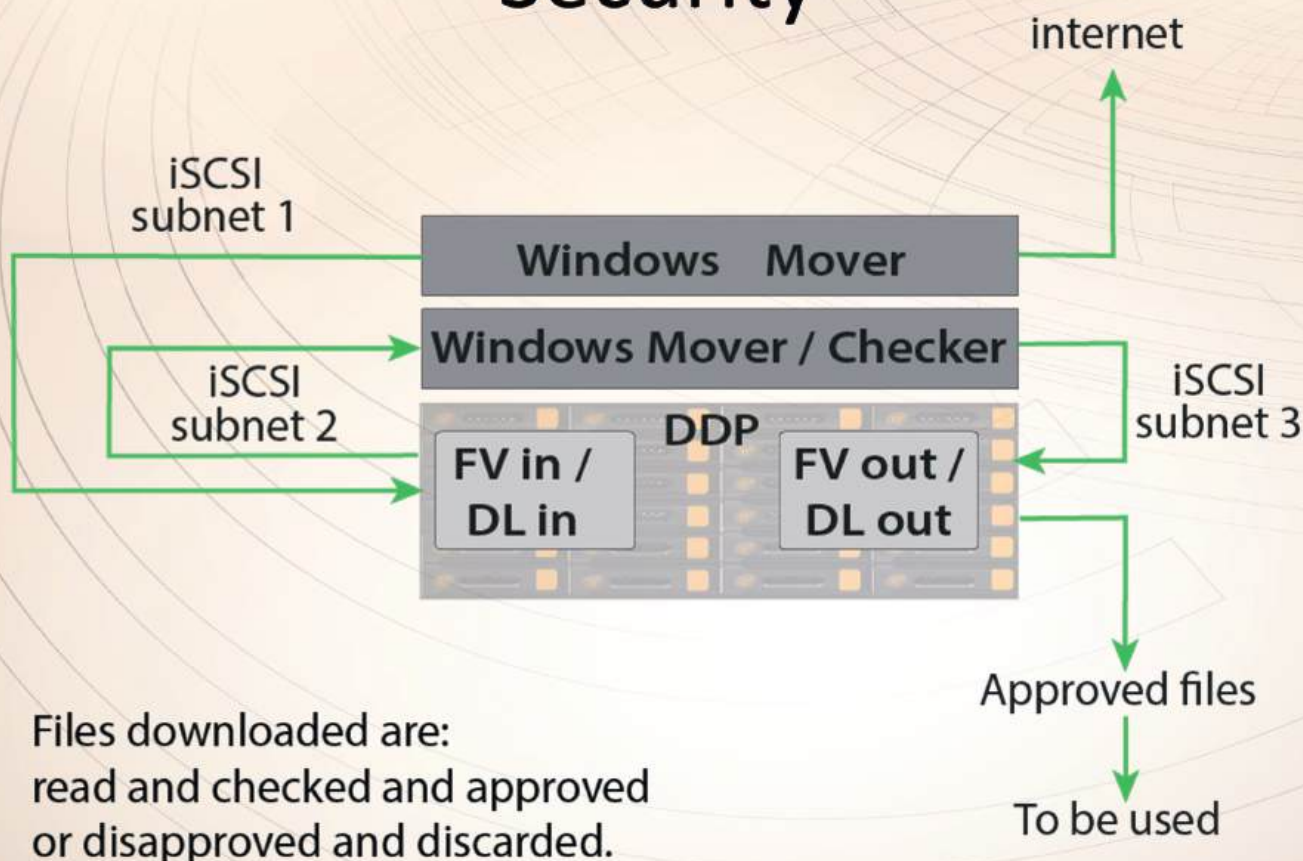 Security
internet
iSCSI
subnet 1
Windows Mover
Windows Mover / Checker
iSCSI
subnet 2
iSCSI
subnet 3
DDP
FV in /
DL in
FV out /
DL out
Approved files
To be used
Files downloaded are:
read and checked and approved
or disapproved and discarded.